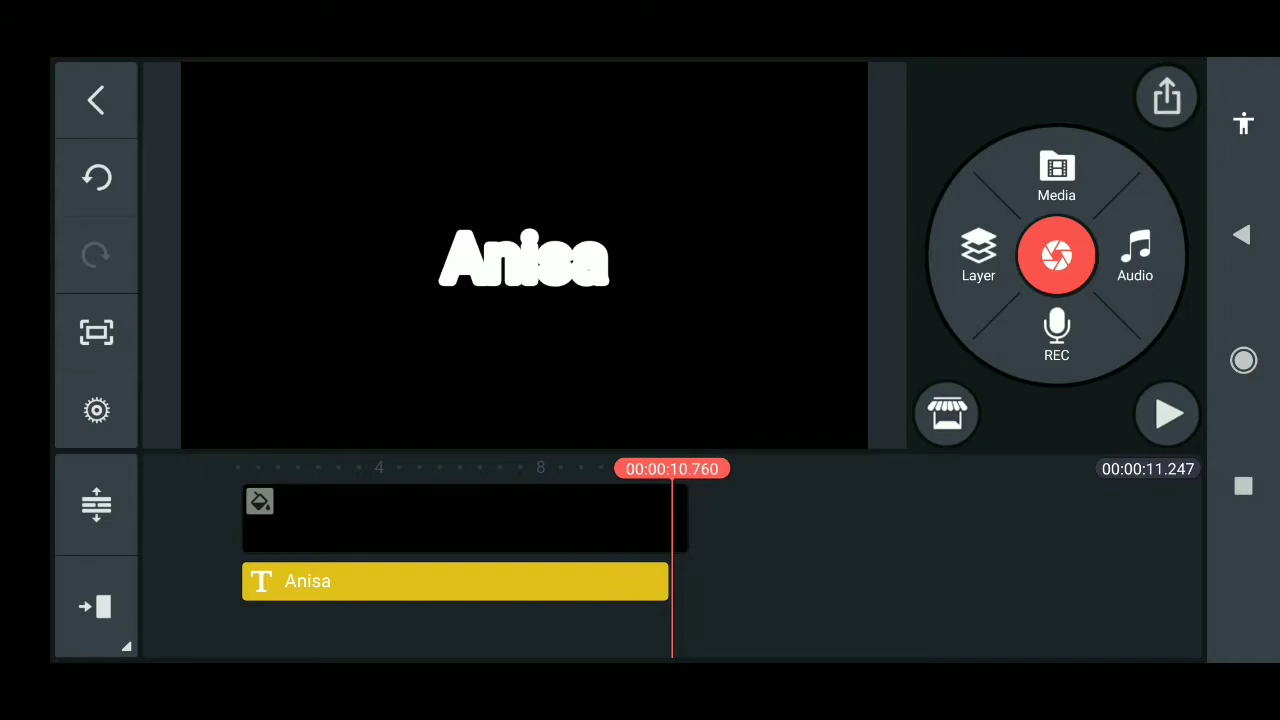 Media
Anisa
Layer
Audio
REC
4
8
00:00:10.760
00:00:11.247
T Anisa